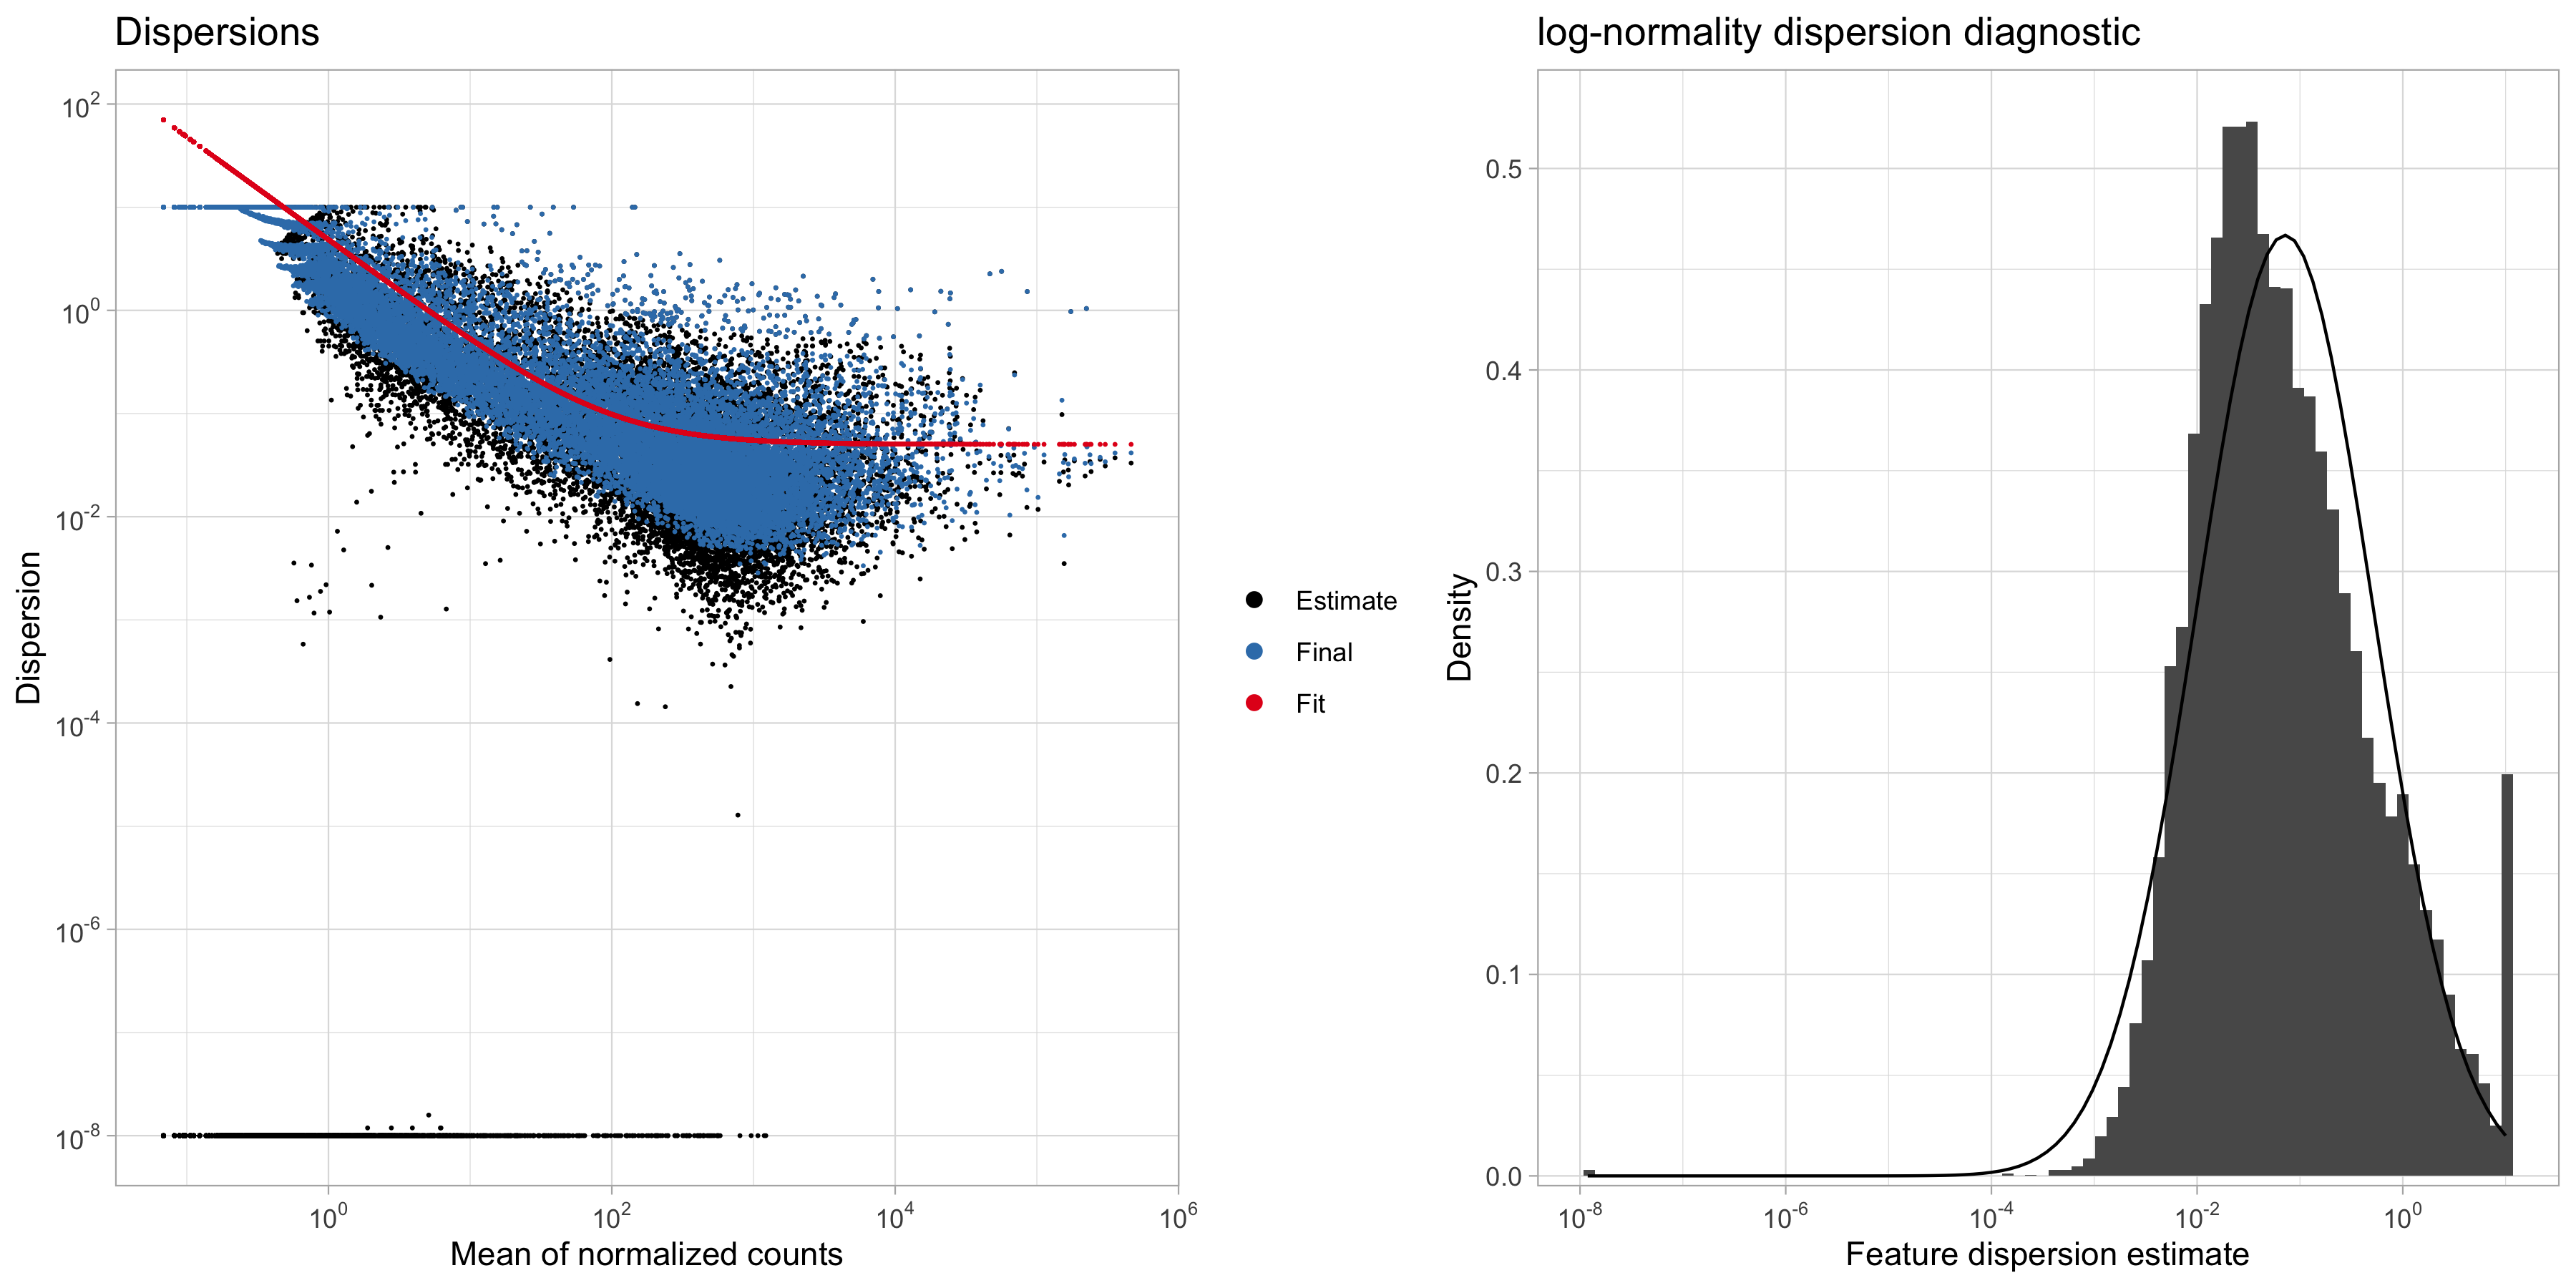 Dispersions
log-normality dispersion diagnostic
10^2
10^0
10^-2
10^-4
10^-6
10^-8
Dispersion
10^0
10^2
10^4
10^6
Mean of normalized counts
Estimate
Final
Fit
0.5
0.4
0.3
0.2
0.1
0.0
Density
10^-8
10^-6
10^-4
10^-2
10^0
Feature dispersion estimate